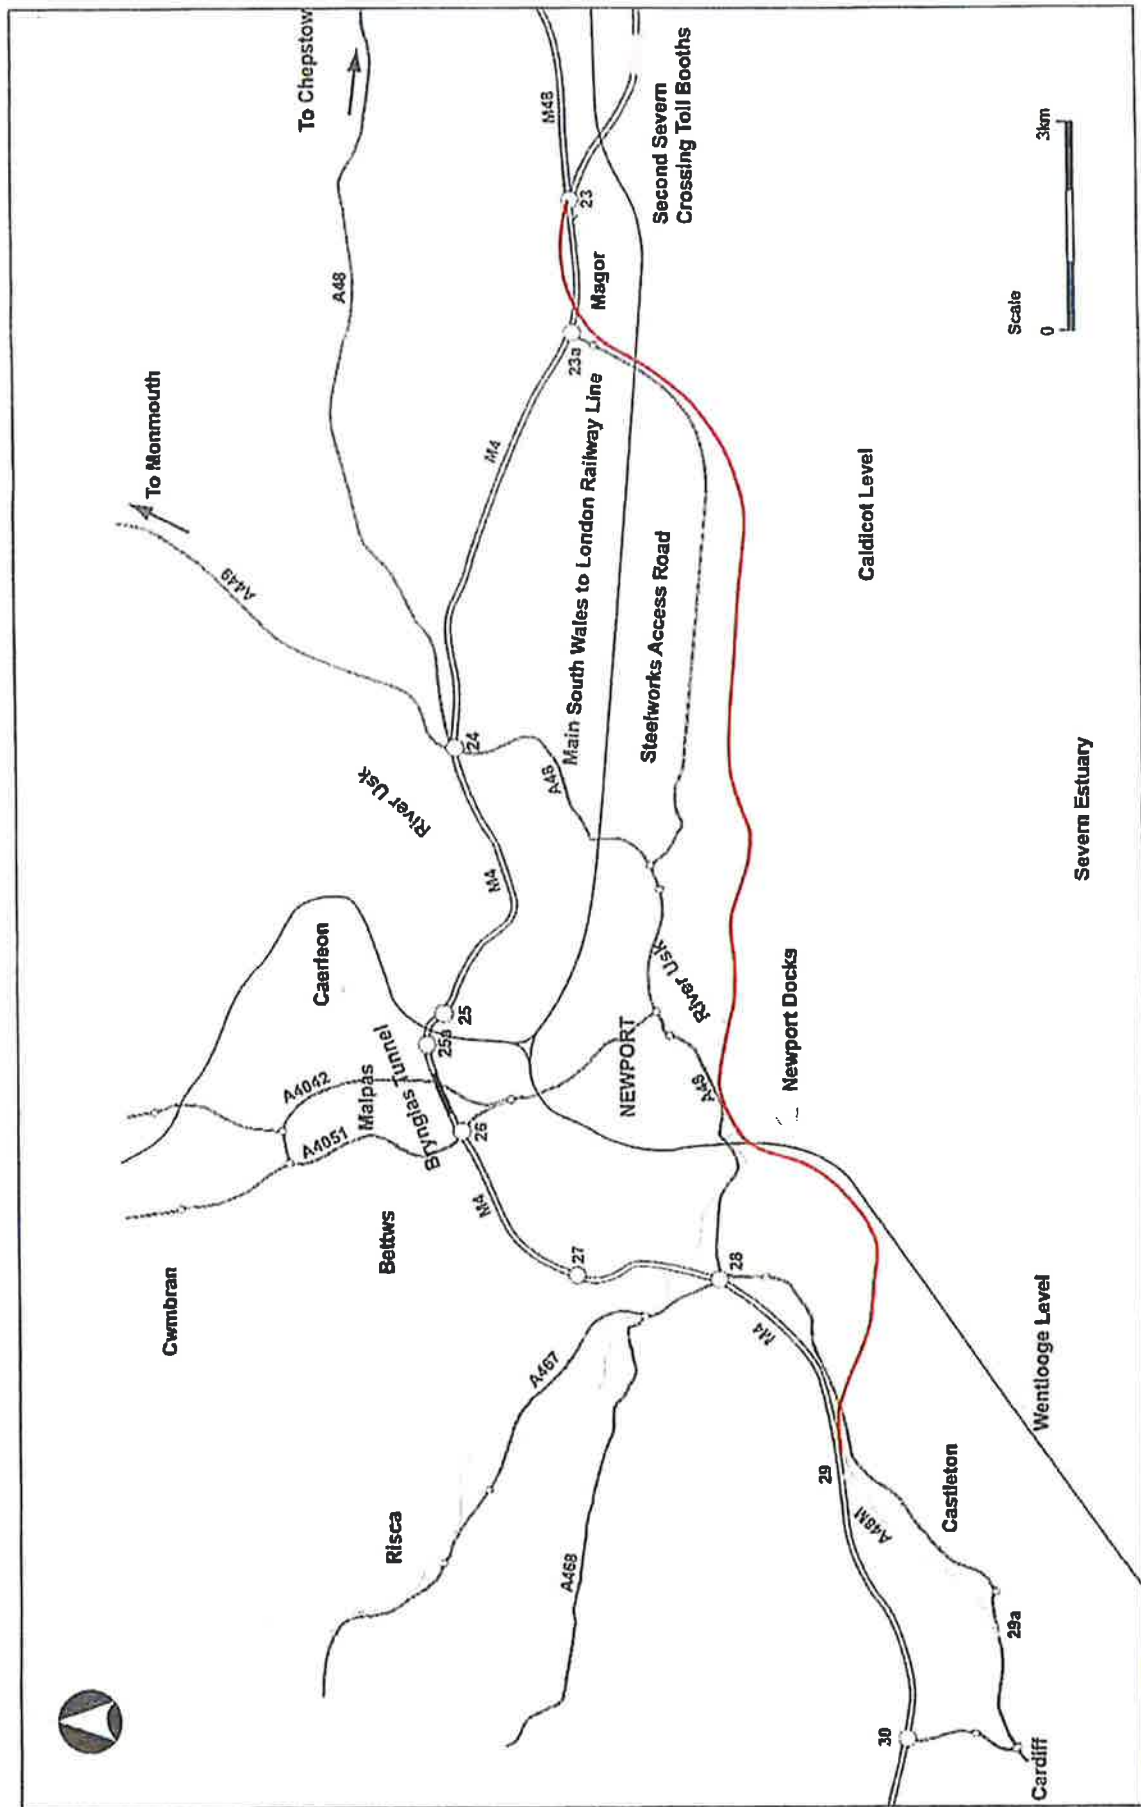 To Chepstow
To Monmouth
A48
A449
M48
M4
23
23a
Magor
Second Severn
Crossing Toll Booths
Main South Wales to London Railway Line
Steelworks Access Road
Caldicot Level
Severn Estuary
Scale
0
3km
24
A48
River Usk
M4
Caerleon
25
25a
Brynglas Tunnel
Malpas
A4042
A4051
26
NEWPORT
River Usk
A48
Newport Docks
Cwmbran
Bettws
M4
27
28
M4
A467
A468
Risca
29
A48M
Castleton
Wentlooge Level
29a
30
Cardiff